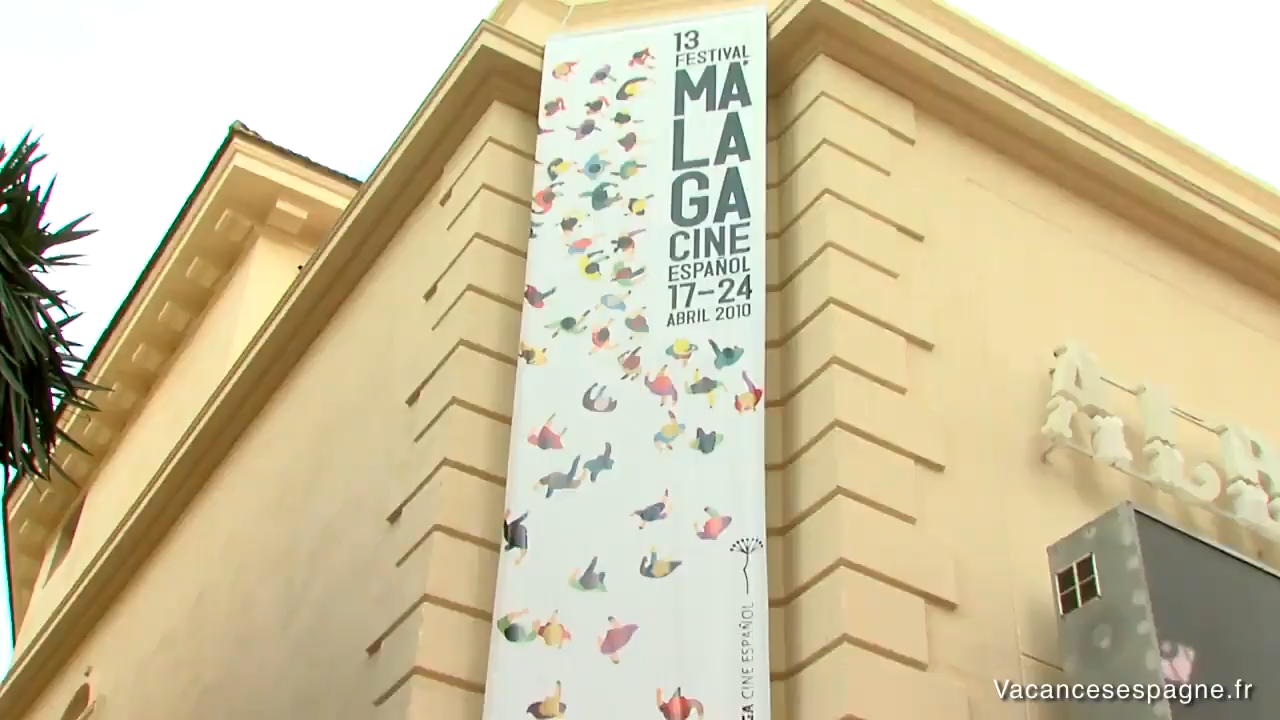 13
FESTIVAL
MÁ
LA
GA
CINE
ESPAÑOL
17-24
ABRIL 2010
GA CINE ESPAÑOL
Vacancesespagne.fr